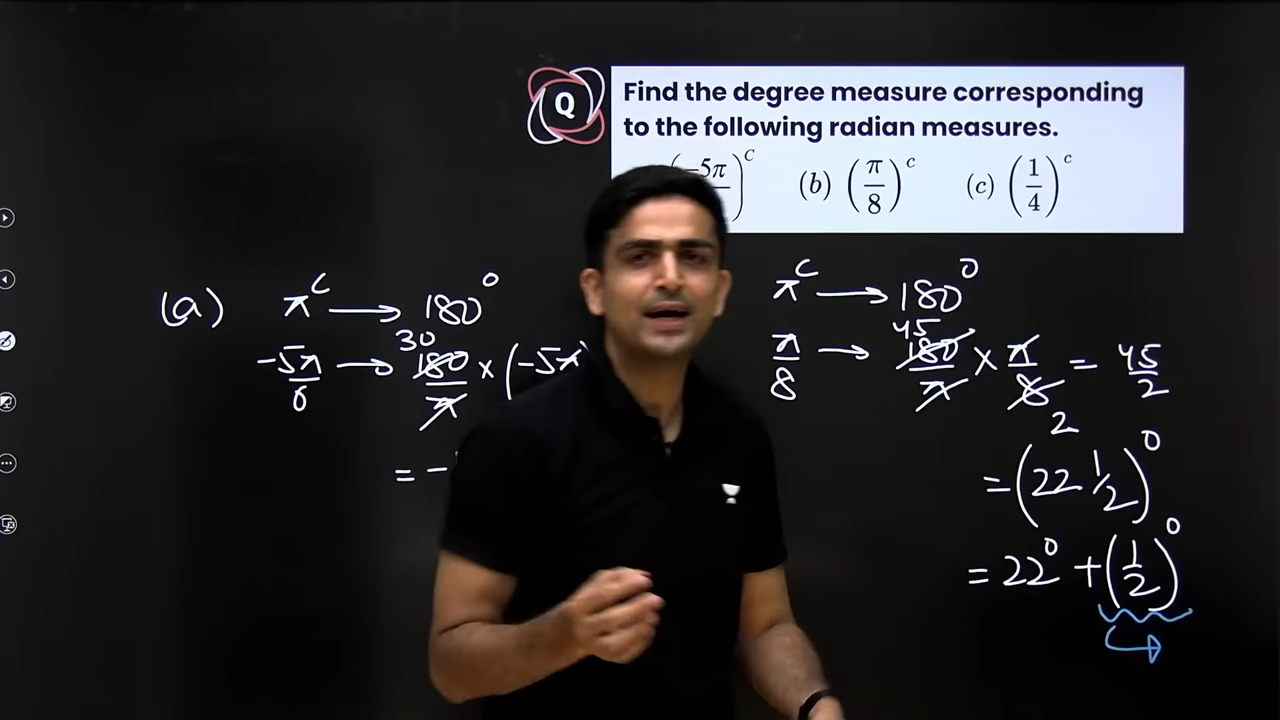 Q
Find the degree measure corresponding
to the following radian measures.
(−5π)^c (b) (π/8)^c (c) (1/4)^c
(a) π^c → 180°
-5π/6 → 30 180/π × (-5π
= -
π^c → 180°
π/8 → 45 180/π × π/8 2 = 45/2
= (22 1/2)°
= 22° + (1/2)°